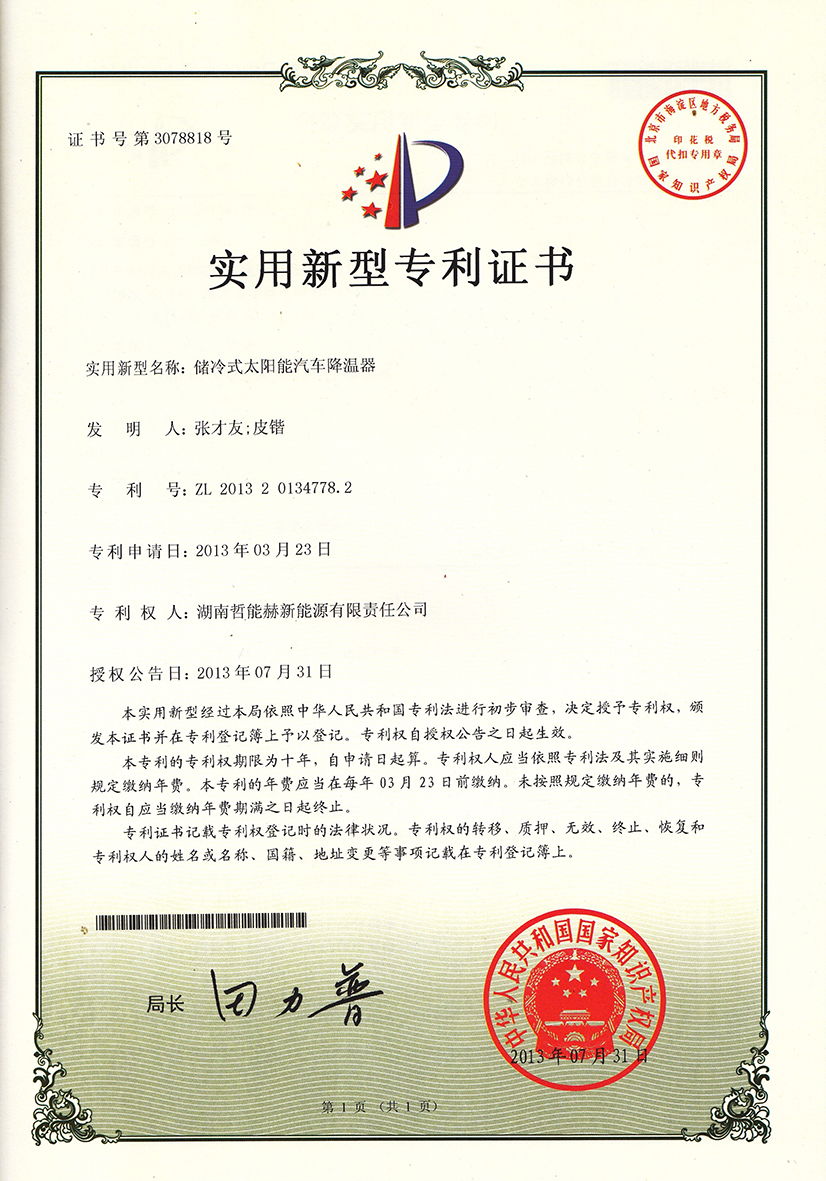 证书号第3078818号
北京市海淀区地方税务局
印花税
代扣专用章
国家知识产权局
实用新型专利证书
实用新型名称：储冷式太阳能汽车降温器
发明人：张才友;皮锴
专利号：ZL 2013 2 0134778.2
专利申请日：2013年03月23日
专利权人：湖南哲能赫新能源有限责任公司
授权公告日：2013年07月31日
本实用新型经过本局依照中华人民共和国专利法进行初步审查，决定授予专利权，颁
发本证书并在专利登记簿上予以登记。专利权自授权公告之日起生效。
本专利的专利权期限为十年，自申请日起算。专利权人应当依照专利法及其实施细则
规定缴纳年费。本专利的年费应当在每年03月23日前缴纳。未按照规定缴纳年费的，专
利权自应当缴纳年费期满之日起终止。
专利证书记载专利权登记时的法律状况。专利权的转移、质押、无效、终止、恢复和
专利权人的姓名或名称、国籍、地址变更等事项记载在专利登记簿上。
局长 田力普
中华人民共和国国家知识产权局
2013年07月31日
第1页（共1页）